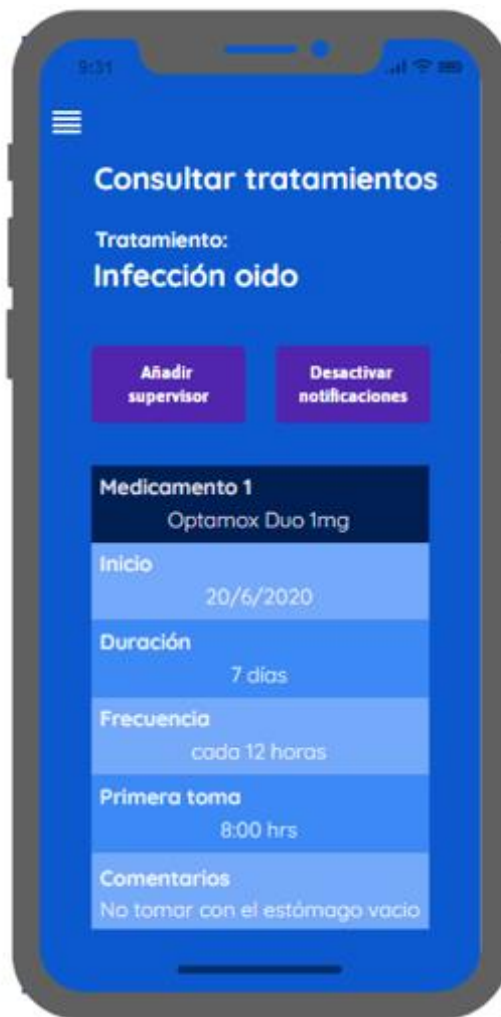 9:31
Consultar tratamientos
Tratamiento:
Infección oido
Añadir
supervisor
Desactivar
notificaciones
Medicamento 1
Optamox Duo 1mg
Inicio
20/6/2020
Duración
7 días
Frecuencia
cada 12 horas
Primera toma
8:00 hrs
Comentarios
No tomar con el estómago vacio